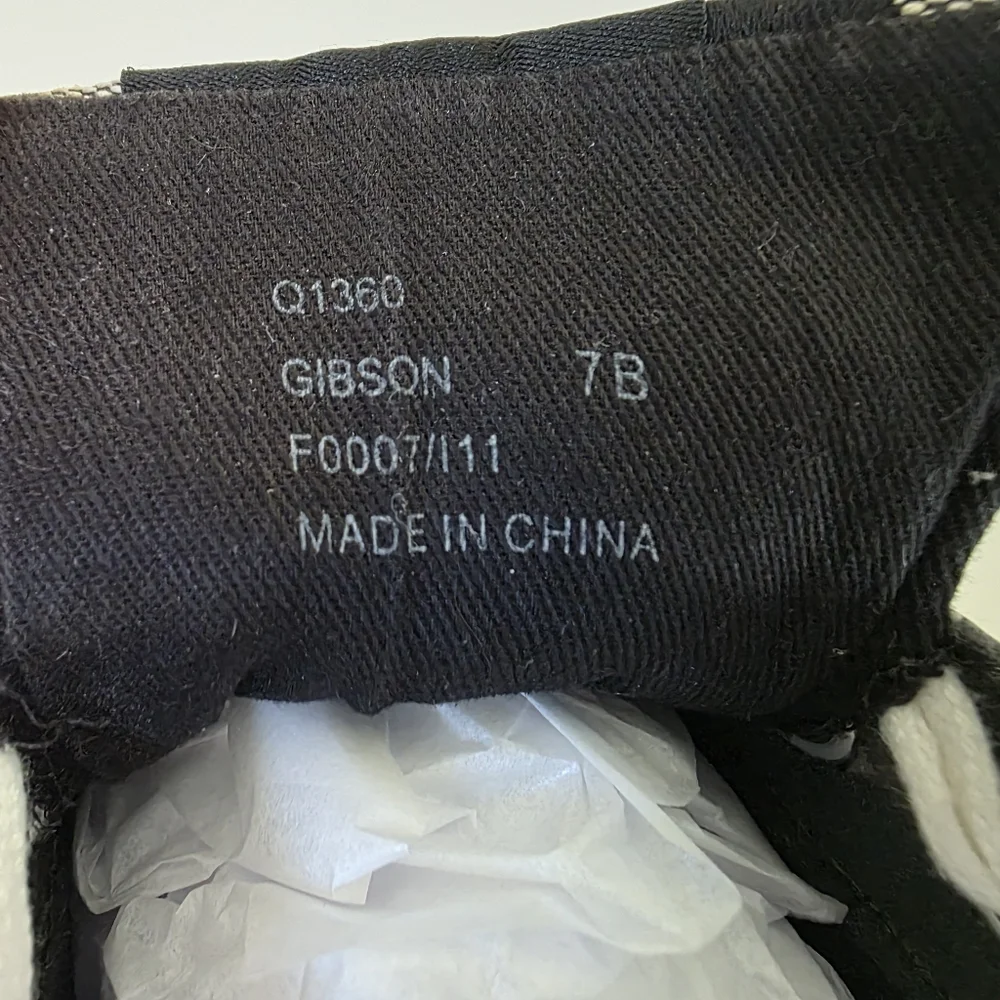 Q1360
GIBSON 7B
F0007/I11
MADE IN CHINA